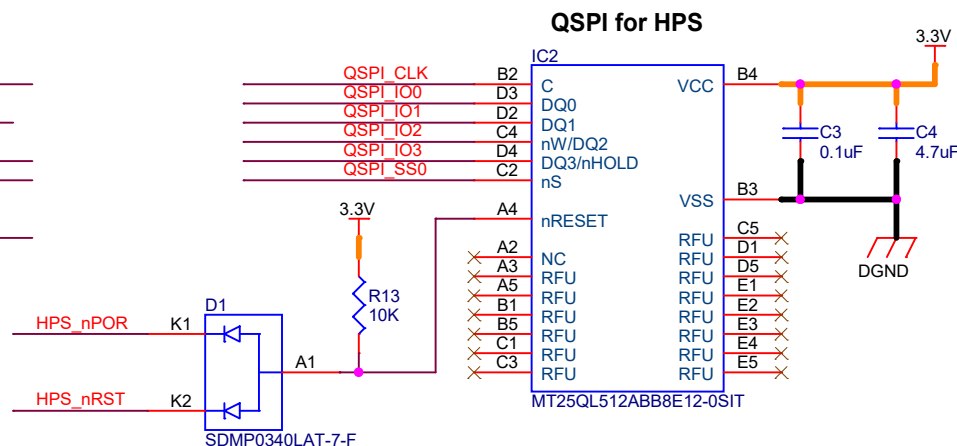 QSPI for HPS
3.3V
IC2
QSPI_CLK B2 C VCC B4
QSPI_IO0 D3 DQ0
QSPI_IO1 D2 DQ1
QSPI_IO2 C4 nW/DQ2
QSPI_IO3 D4 DQ3/nHOLD
QSPI_SS0 C2 nS
C3
0.1uF
C4
4.7uF
VSS B3
3.3V
A4 nRESET
RFU C5
A2 NC RFU D1
A3 RFU RFU D5
A5 RFU RFU E1
B1 RFU RFU E2
B5 RFU RFU E3
C1 RFU RFU E4
C3 RFU RFU E5
DGND
R13
10K
D1
HPS_nPOR K1
A1
HPS_nRST K2
MT25QL512ABB8E12-0SIT
SDMP0340LAT-7-F